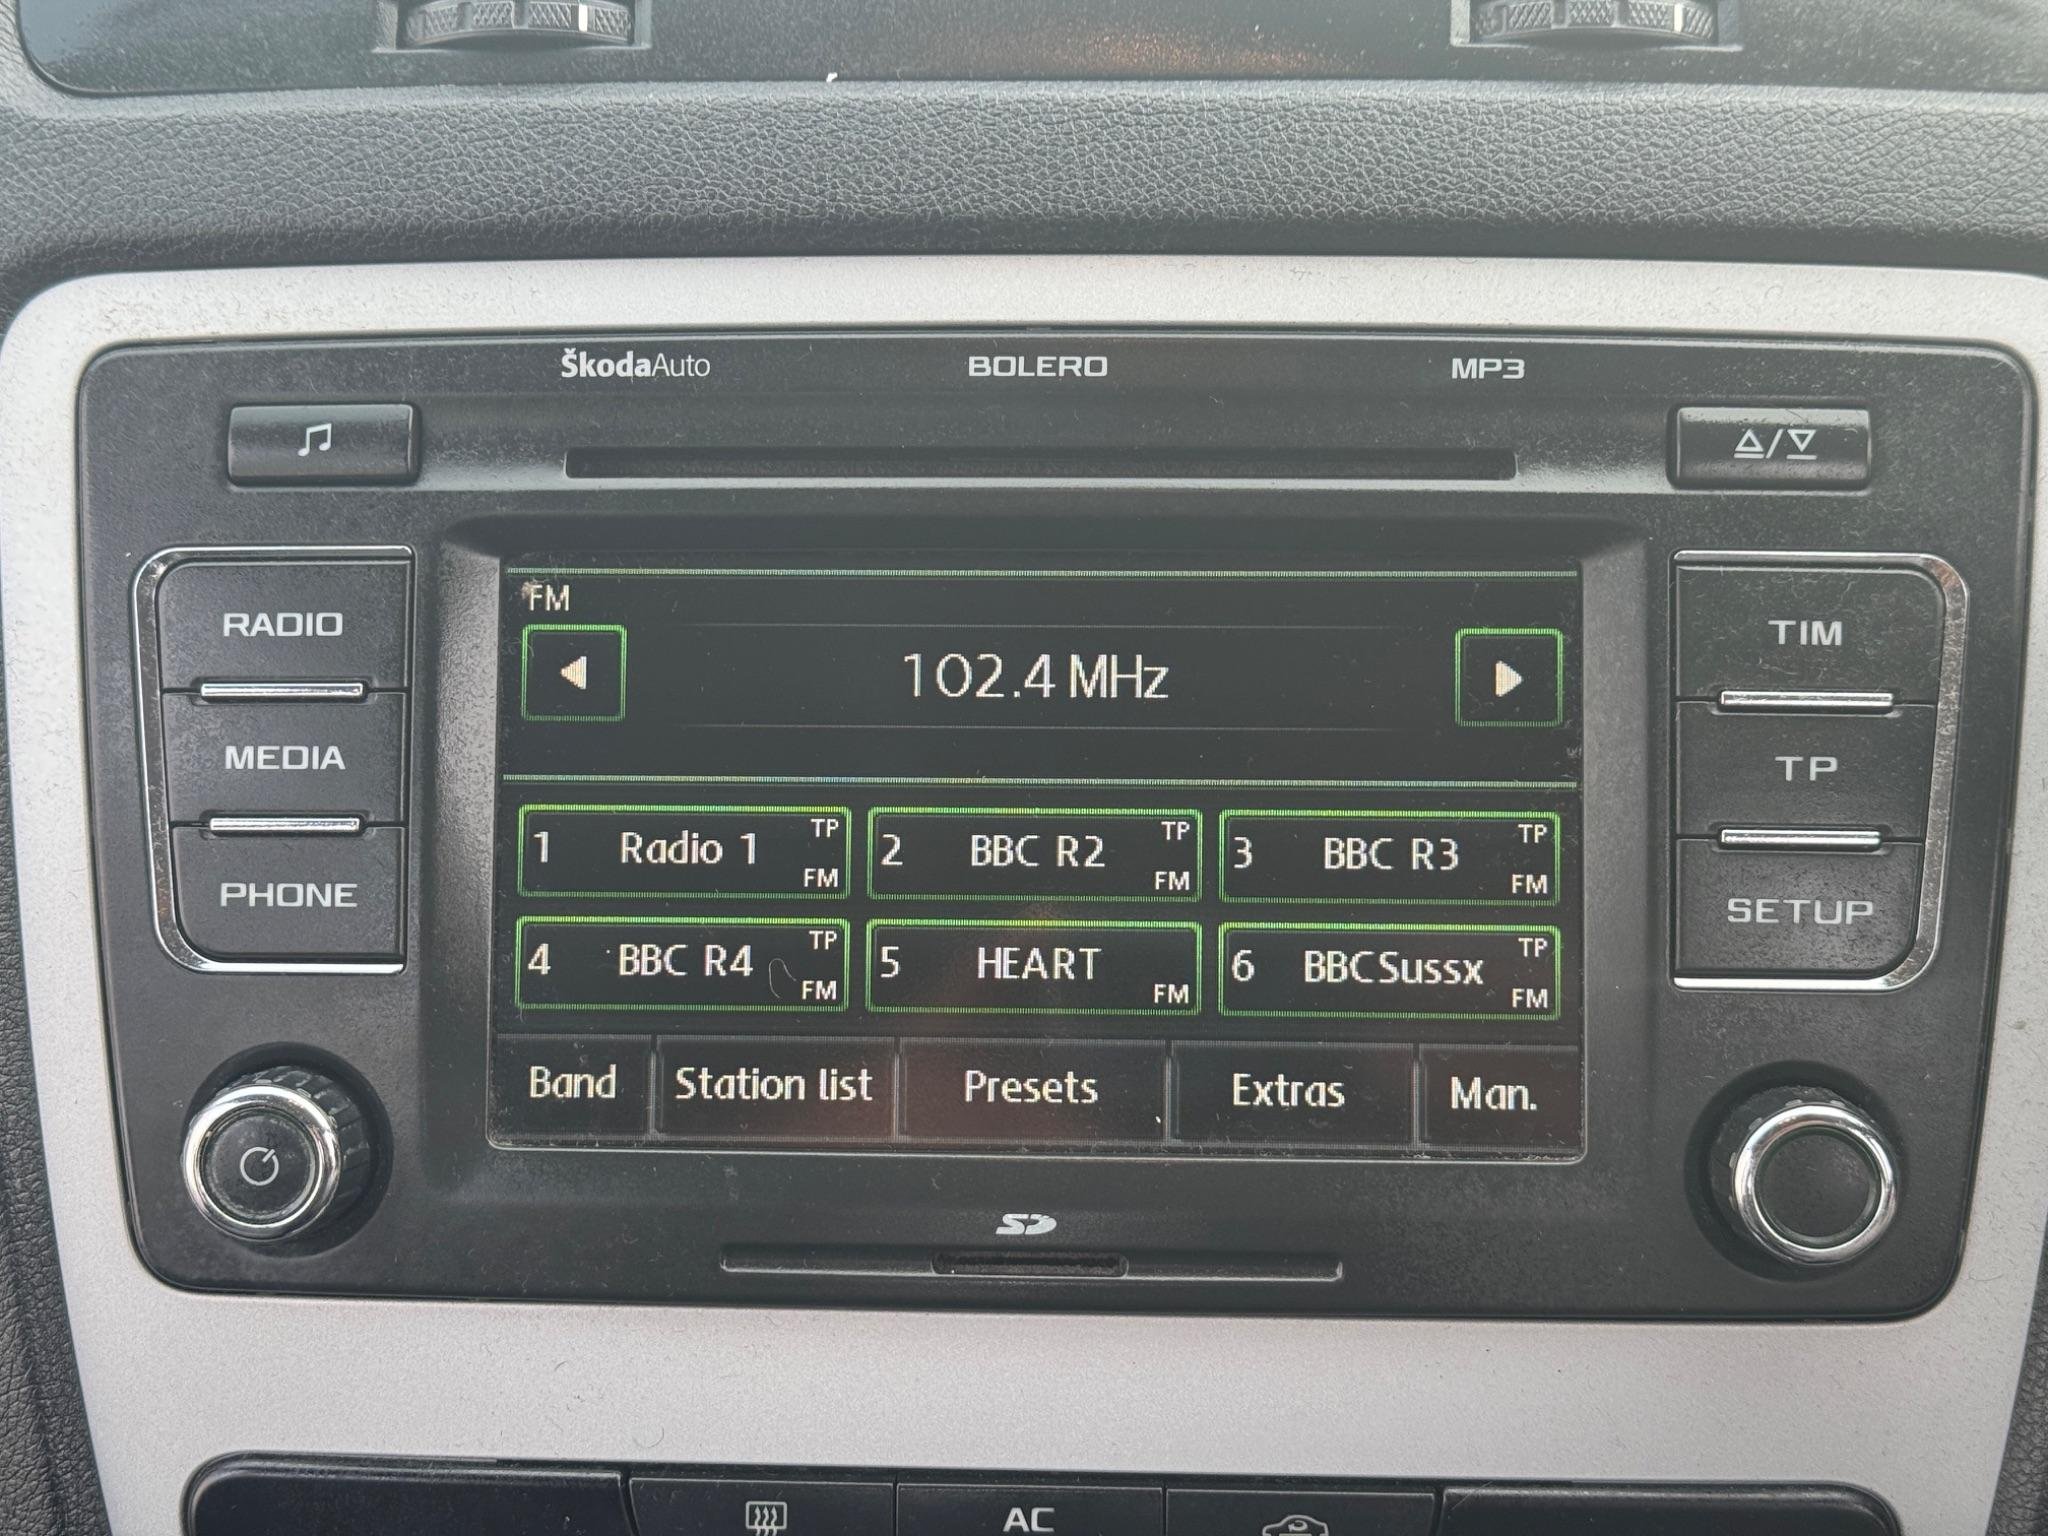 ŠkodaAuto BOLERO MP3
FM
RADIO
102.4 MHz
TIM
MEDIA
TP
PHONE
SETUP
1 Radio 1 TP FM
2 BBC R2 TP FM
3 BBC R3 TP FM
4 BBC R4 TP FM
5 HEART FM
6 BBCSussx TP FM
Band Station list Presets Extras Man.
SD
AC